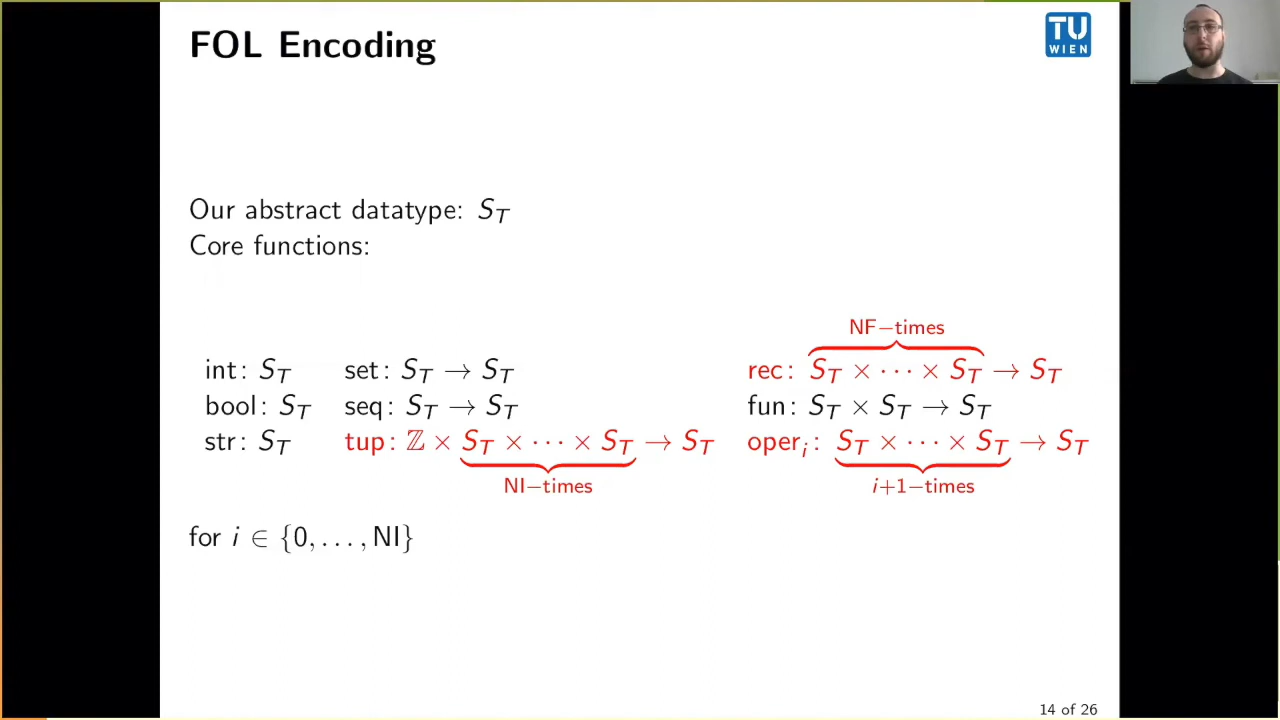 FOL Encoding
TU
WIEN
Our abstract datatype: S_T
Core functions:
NF−times
int: S_T set: S_T → S_T rec: S_T × ··· × S_T → S_T
bool: S_T seq: S_T → S_T fun: S_T × S_T → S_T
str: S_T tup: ℤ × S_T × ··· × S_T → S_T oper_i: S_T × ··· × S_T → S_T
NI−times i+1−times
for i ∈ {0, ..., NI}
14 of 26